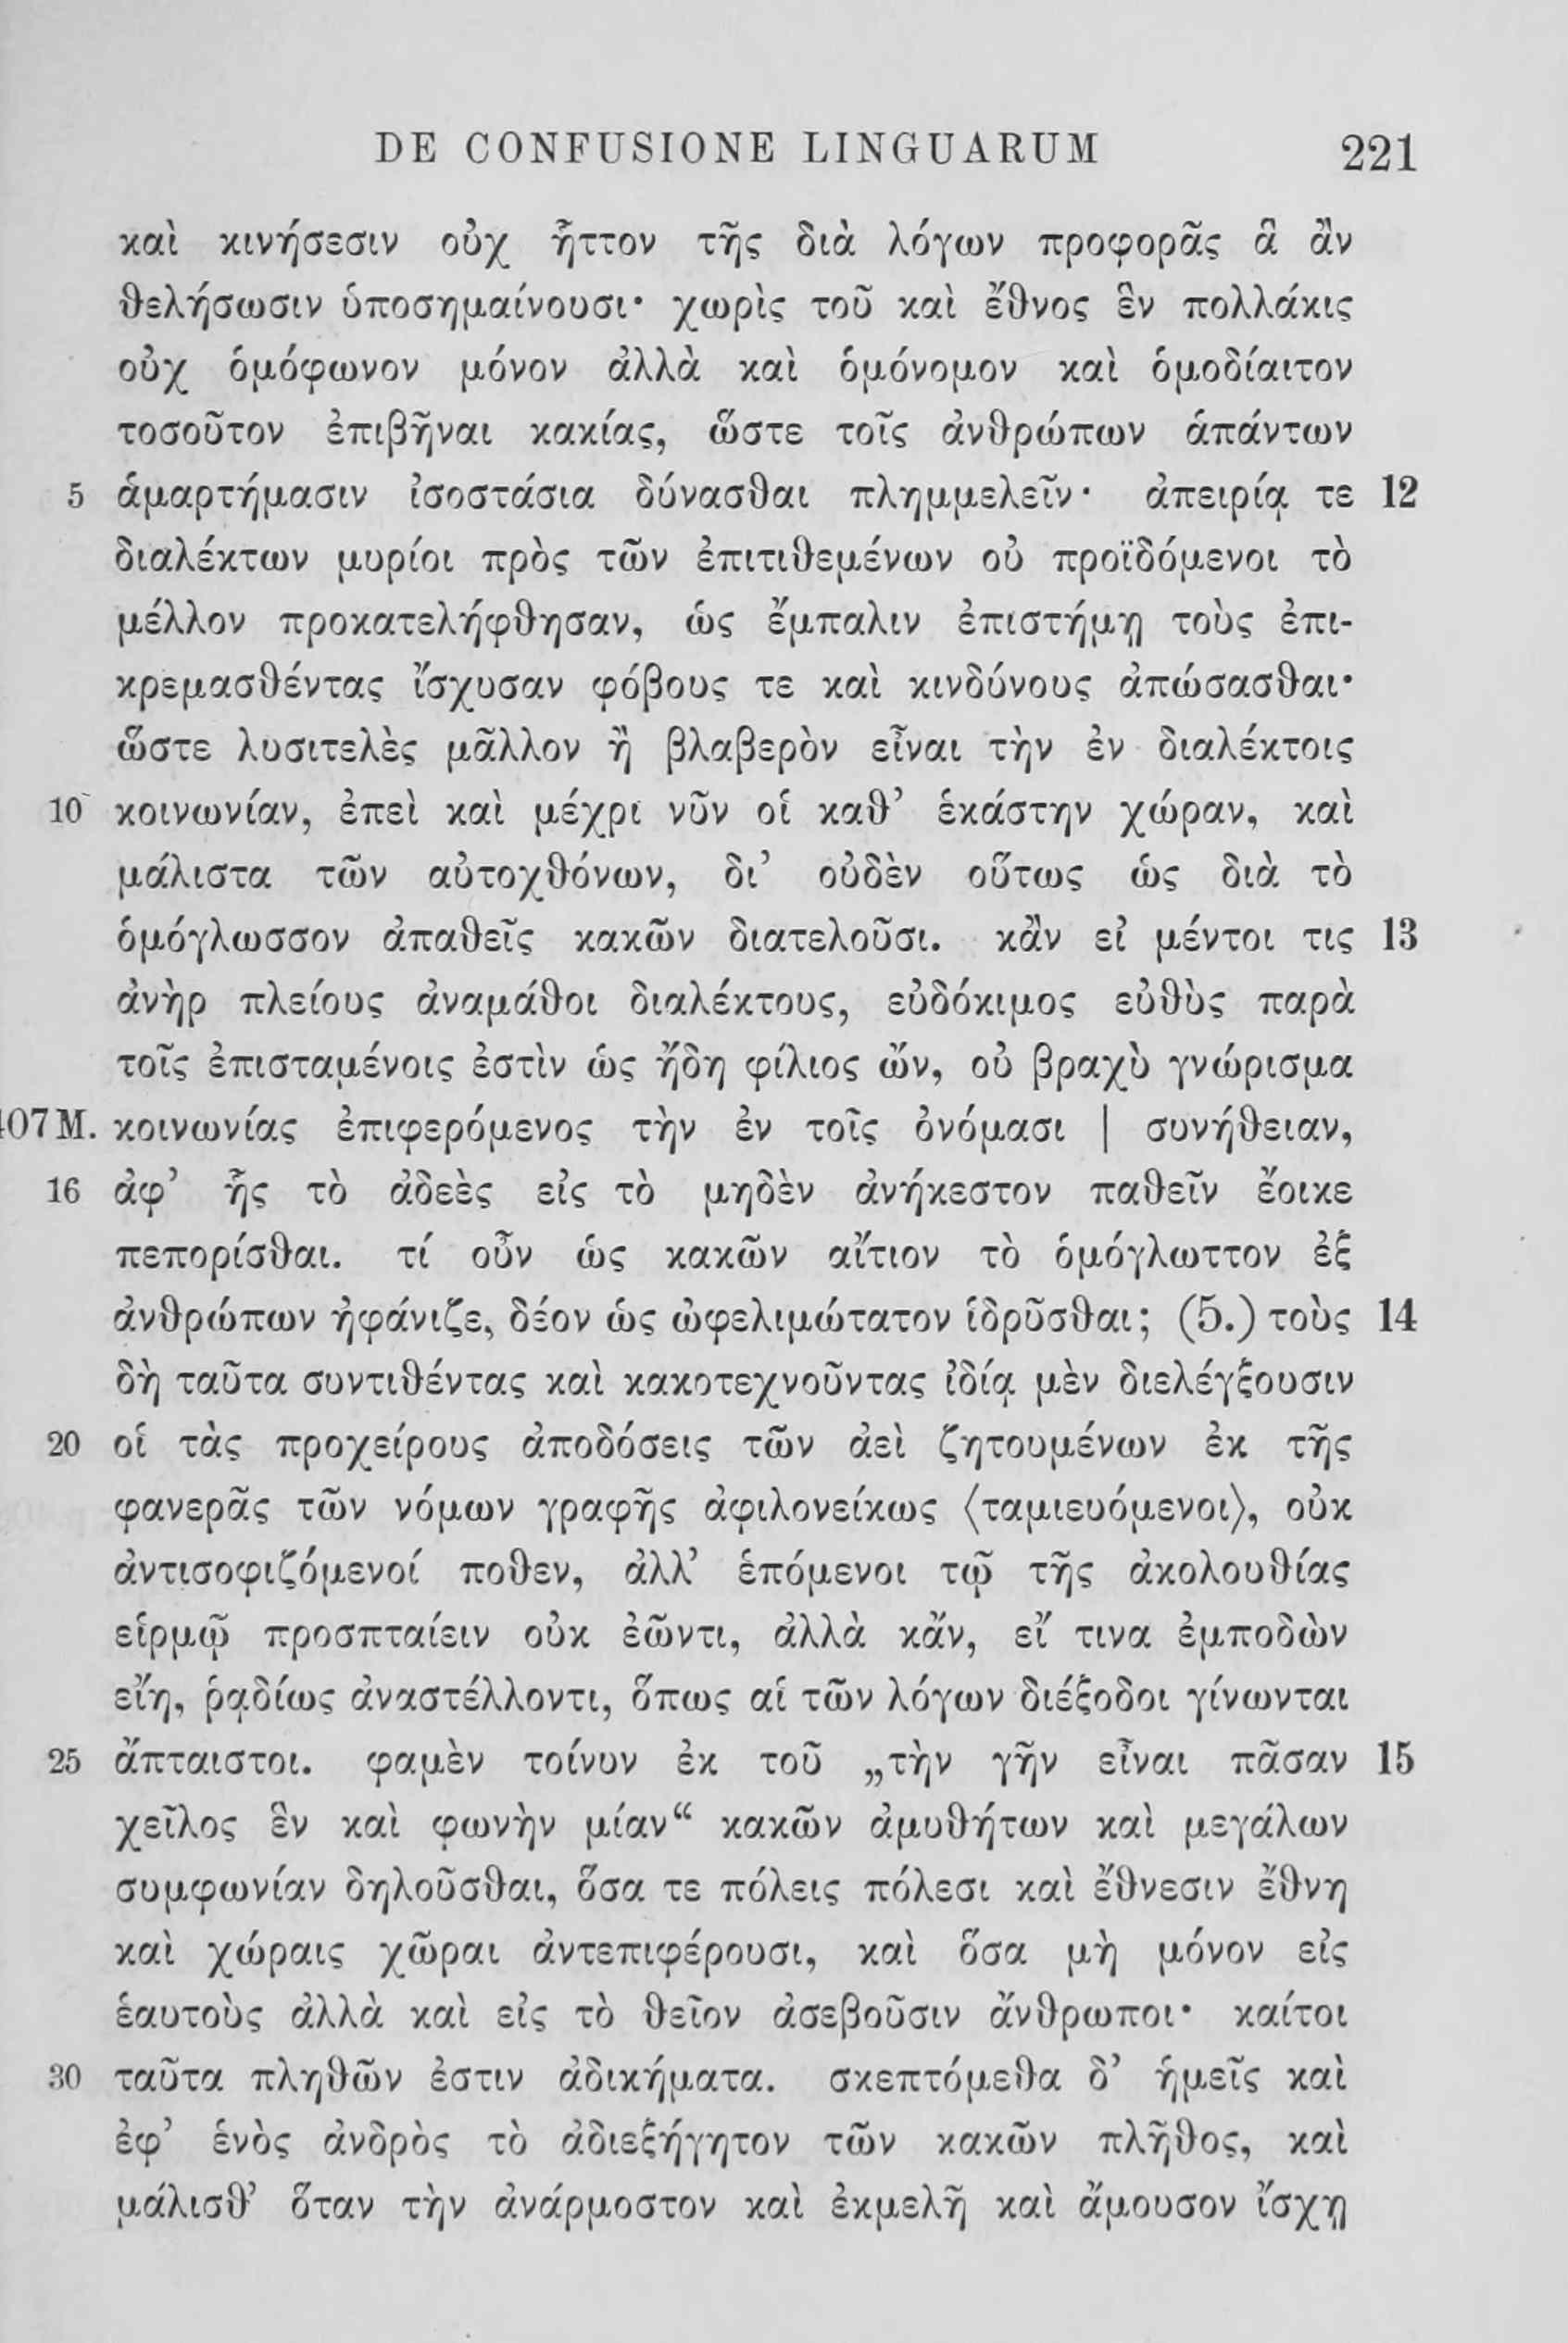 DE CONFUSIONE LINGUARUM 221
καὶ κινήσεσιν οὐχ ἧττον τῆς διὰ λόγων προφορᾶς ἃ ἂν
θελήσωσιν ὑποσημαίνουσι· χωρὶς τοῦ καὶ ἔθνος ἓν πολλάκις
οὐχ ὁμόφωνον μόνον ἀλλὰ καὶ ὁμόνομον καὶ ὁμοδίαιτον
τοσοῦτον ἐπιβῆναι κακίας, ὥστε τοῖς ἀνθρώπων ἁπάντων
5 ἁμαρτήμασιν ἰσοστάσια δύνασθαι πλημμελεῖν· ἀπειρίᾳ τε 12
διαλέκτων μυρίοι πρὸς τῶν ἐπιτιθεμένων οὐ προϊδόμενοι τὸ
μέλλον προκατελήφθησαν, ὡς ἔμπαλιν ἐπιστήμῃ τοὺς ἐπι-
κρεμασθέντας ἴσχυσαν φόβους τε καὶ κινδύνους ἀπώσασθαι·
ὥστε λυσιτελὲς μᾶλλον ἢ βλαβερὸν εἶναι τὴν ἐν διαλέκτοις
10 κοινωνίαν, ἐπεὶ καὶ μέχρι νῦν οἱ καθ’ ἑκάστην χώραν, καὶ
μάλιστα τῶν αὐτοχθόνων, δι’ οὐδὲν οὕτως ὡς διὰ τὸ
ὁμόγλωσσον ἀπαθεῖς κακῶν διατελοῦσι. κἂν εἰ μέντοι τις 13
ἀνὴρ πλείους ἀναμάθοι διαλέκτους, εὐδόκιμος εὐθὺς παρὰ
τοῖς ἐπισταμένοις ἐστὶν ὡς ἤδη φίλιος ὤν, οὐ βραχὺ γνώρισμα
407 M. κοινωνίας ἐπιφερόμενος τὴν ἐν τοῖς ὀνόμασι | συνήθειαν,
16 ἀφ’ ἧς τὸ ἀδεὲς εἰς τὸ μηδὲν ἀνήκεστον παθεῖν ἔοικε
πεπορίσθαι. τί οὖν ὡς κακῶν αἴτιον τὸ ὁμόγλωττον ἐξ
ἀνθρώπων ἠφάνιζε, δέον ὡς ὠφελιμώτατον ἱδρῦσθαι; (5.) τοὺς 14
δὴ ταῦτα συντιθέντας καὶ κακοτεχνοῦντας ἰδίᾳ μὲν διελέγξουσιν
20 οἱ τὰς προχείρους ἀποδόσεις τῶν ἀεὶ ζητουμένων ἐκ τῆς
φανερᾶς τῶν νόμων γραφῆς ἀφιλονείκως ⟨ταμιευόμενοι⟩, οὐκ
ἀντισοφιζόμενοί ποθεν, ἀλλ’ ἑπόμενοι τῷ τῆς ἀκολουθίας
εἱρμῷ προσπταίειν οὐκ ἐῶντι, ἀλλὰ κἄν, εἴ τινα ἐμποδὼν
εἴη, ῥᾳδίως ἀναστέλλοντι, ὅπως αἱ τῶν λόγων διέξοδοι γίνωνται
25 ἄπταιστοι. φαμὲν τοίνυν ἐκ τοῦ „τὴν γῆν εἶναι πᾶσαν 15
χεῖλος ἓν καὶ φωνὴν μίαν“ κακῶν ἀμυθήτων καὶ μεγάλων
συμφωνίαν δηλοῦσθαι, ὅσα τε πόλεις πόλεσι καὶ ἔθνεσιν ἔθνη
καὶ χώραις χῶραι ἀντεπιφέρουσι, καὶ ὅσα μὴ μόνον εἰς
ἑαυτοὺς ἀλλὰ καὶ εἰς τὸ θεῖον ἀσεβοῦσιν ἄνθρωποι· καίτοι
30 ταῦτα πληθῶν ἐστιν ἀδικήματα. σκεπτόμεθα δ’ ἡμεῖς καὶ
ἐφ’ ἑνὸς ἀνδρὸς τὸ ἀδιεξήγητον τῶν κακῶν πλῆθος, καὶ
μάλισθ’ ὅταν τὴν ἀνάρμοστον καὶ ἐκμελῆ καὶ ἄμουσον ἴσχῃ